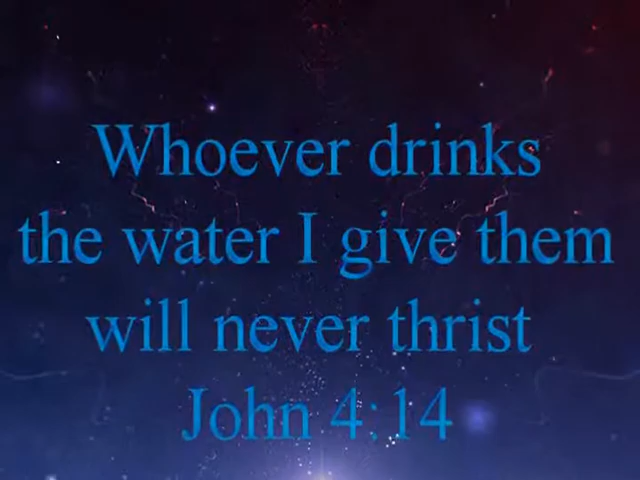 Whoever drinks
the water I give them
will never thrist
John 4:14